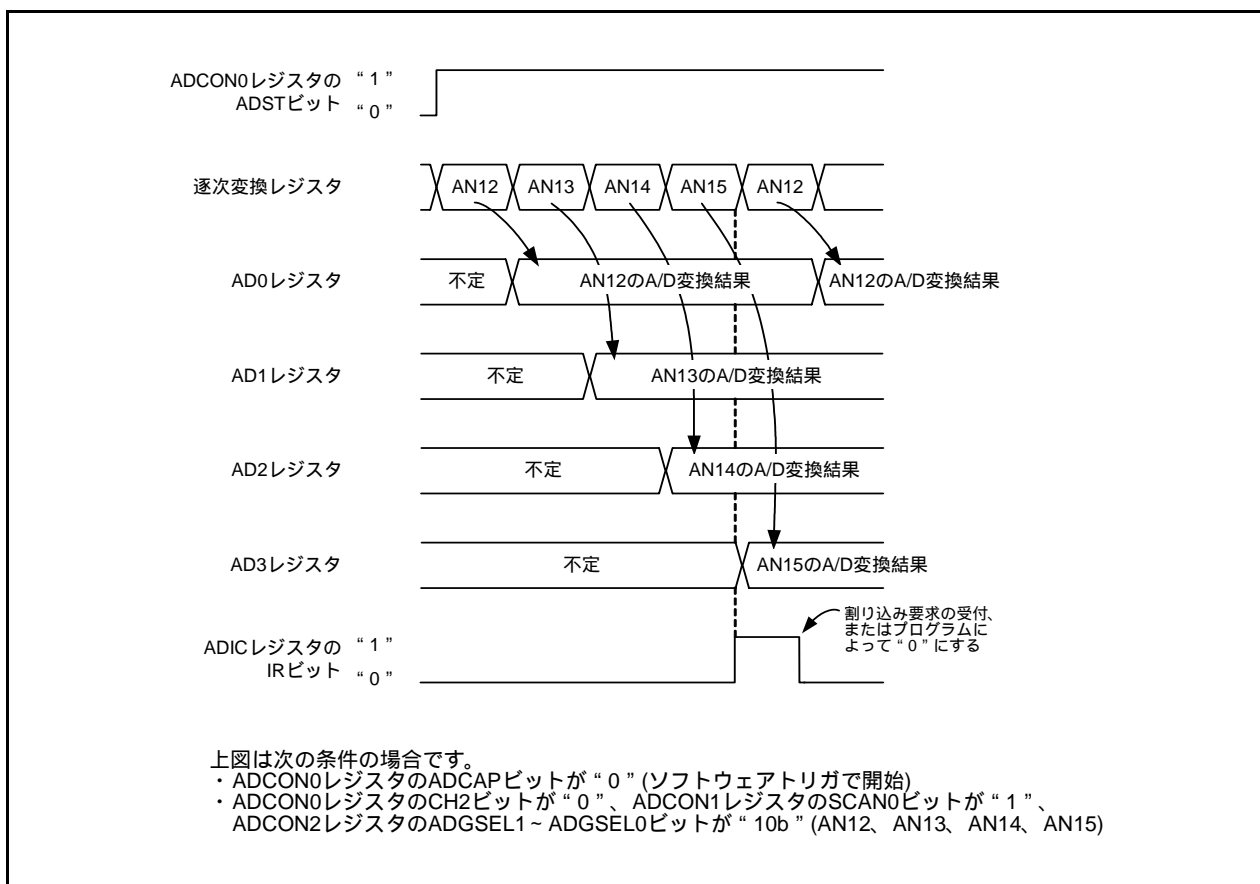 ADCON0レジスタの “ 1 ”
ADSTビット “ 0 ”
逐次変換レジスタ AN12 AN13 AN14 AN15 AN12
AD0レジスタ 不定 AN12のA/D変換結果 AN12のA/D変換結果
AD1レジスタ 不定 AN13のA/D変換結果
AD2レジスタ 不定 AN14のA/D変換結果
AD3レジスタ 不定 AN15のA/D変換結果
割り込み要求の受付、
またはプログラムに
よって “ 0 ” にする
ADICレジスタの “ 1 ”
IRビット “ 0 ”
上図は次の条件の場合です。
・ADCON0レジスタのADCAPビットが “ 0 ” (ソフトウェアトリガで開始)
・ADCON0レジスタのCH2ビットが “ 0 ” 、ADCON1レジスタのSCAN0ビットが “ 1 ” 、
ADCON2レジスタのADGSEL1 ~ ADGSEL0ビットが “ 10b ” (AN12、AN13、AN14、AN15)